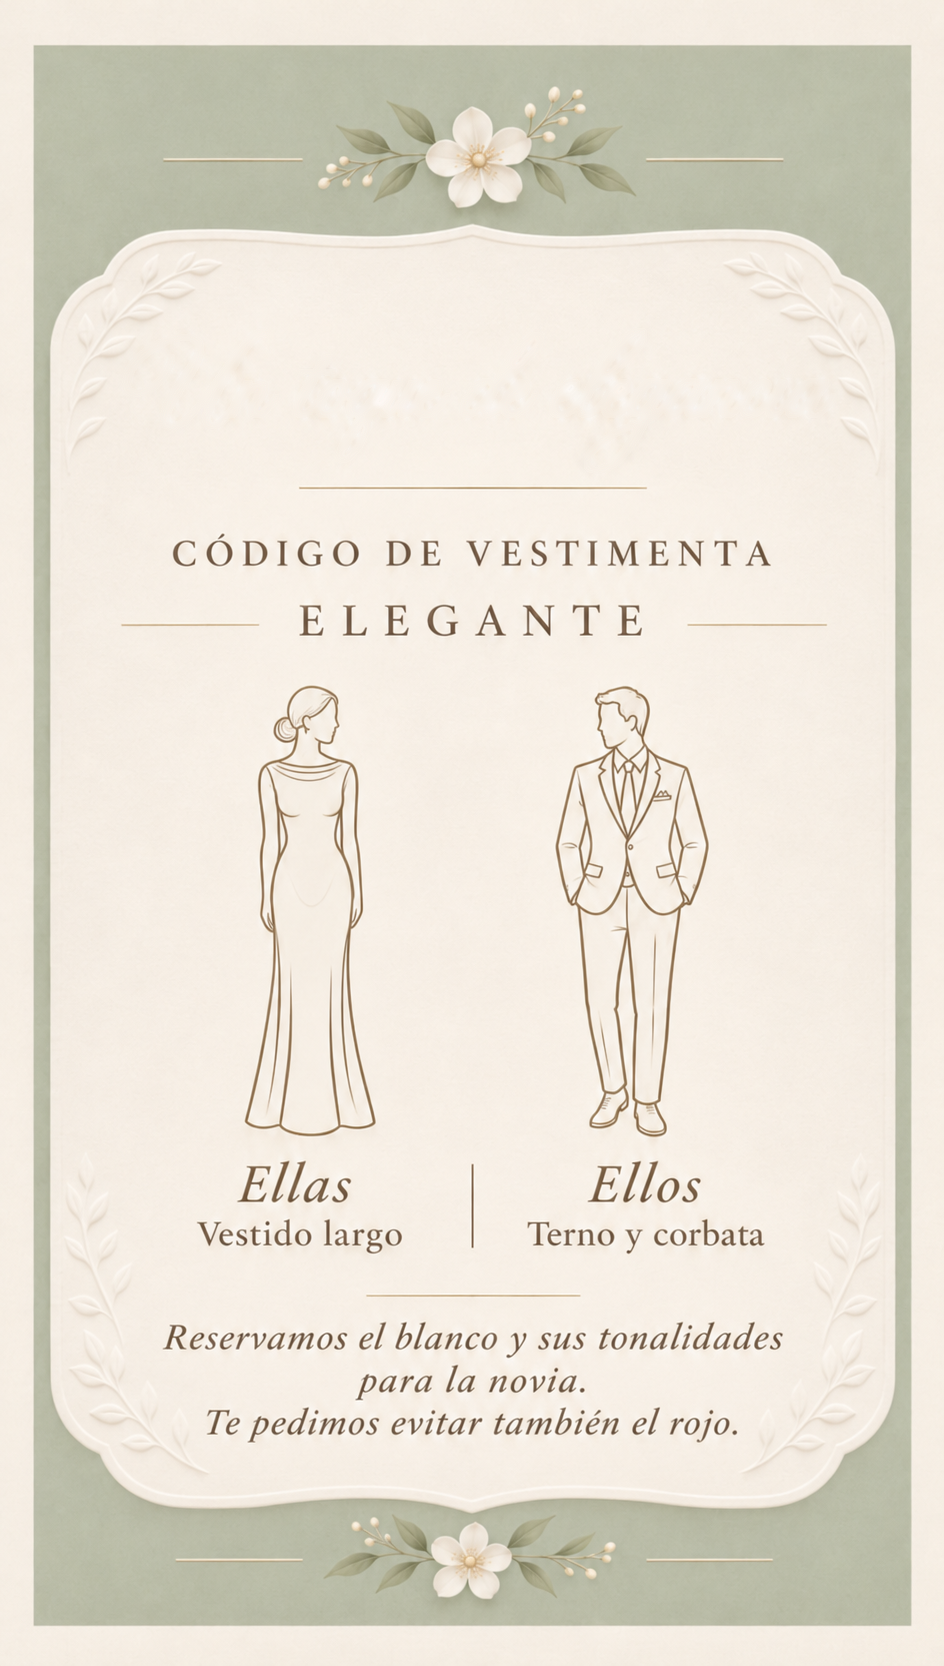 CÓDIGO DE VESTIMENTA
ELEGANTE
Ellas
Vestido largo
Ellos
Terno y corbata
Reservamos el blanco y sus tonalidades
para la novia.
Te pedimos evitar también el rojo.